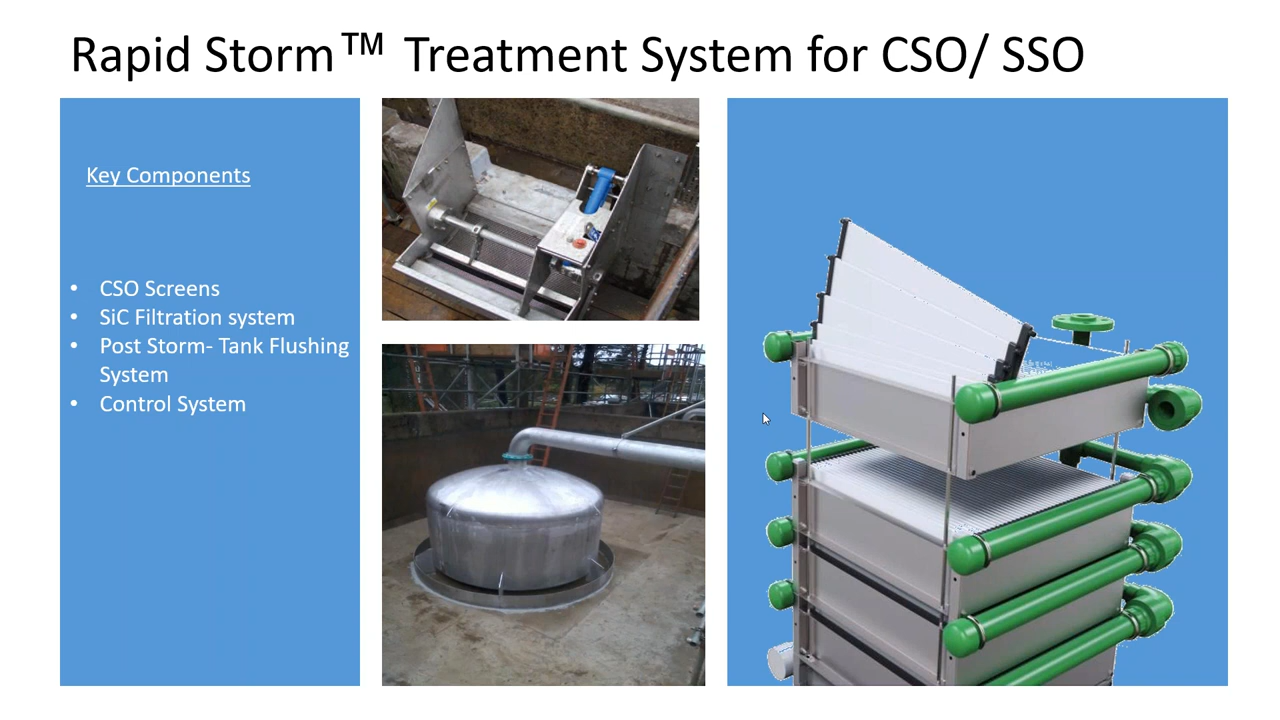 Rapid Storm™ Treatment System for CSO/ SSO
Key Components
• CSO Screens
• SiC Filtration system
• Post Storm- Tank Flushing
System
• Control System